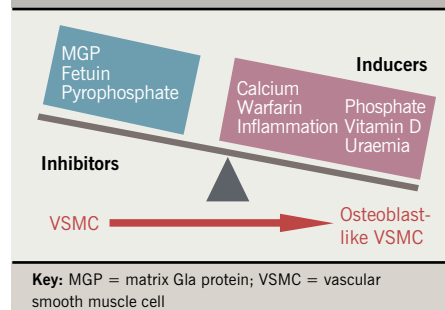 MGP
Fetuin
Pyrophosphate
Inducers
Calcium
Warfarin
Inflammation
Phosphate
Vitamin D
Uraemia
Inhibitors
VSMC
Osteoblast-
like VSMC
Key: MGP = matrix Gla protein; VSMC = vascular
smooth muscle cell